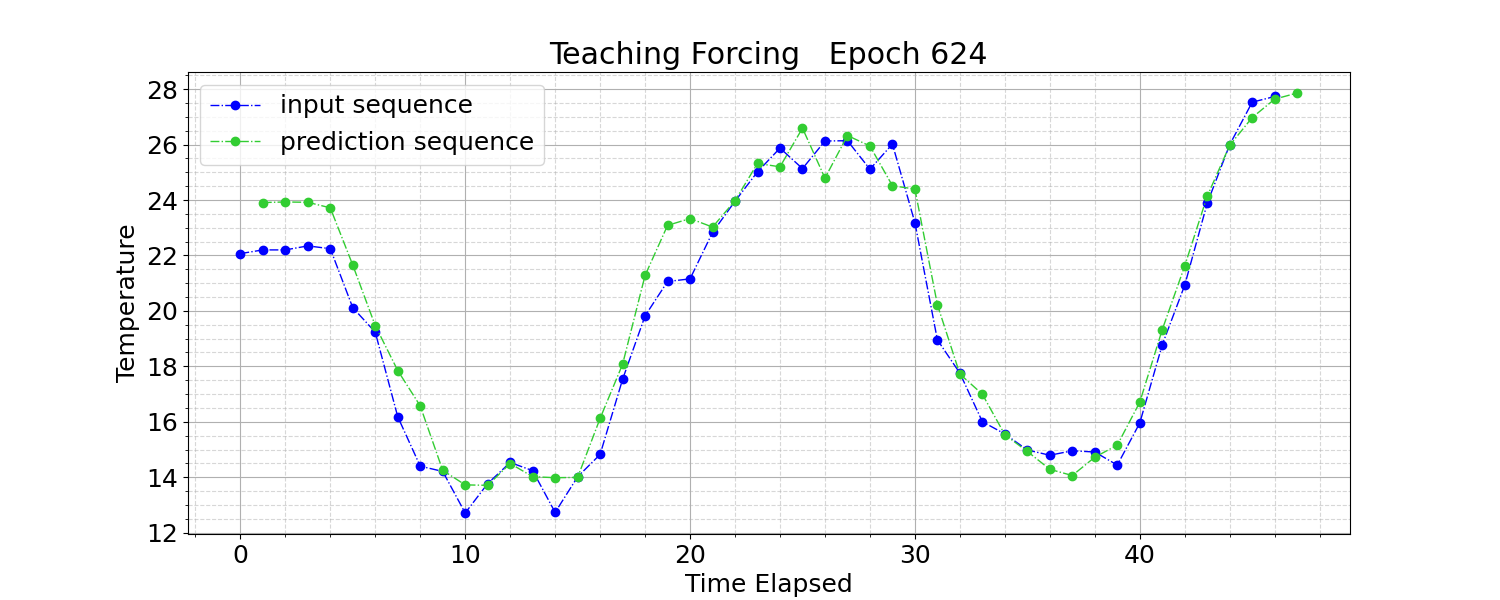 Teaching Forcing   Epoch 624
input sequence
prediction sequence
Temperature
28
26
24
22
20
18
16
14
12
0 10 20 30 40
Time Elapsed